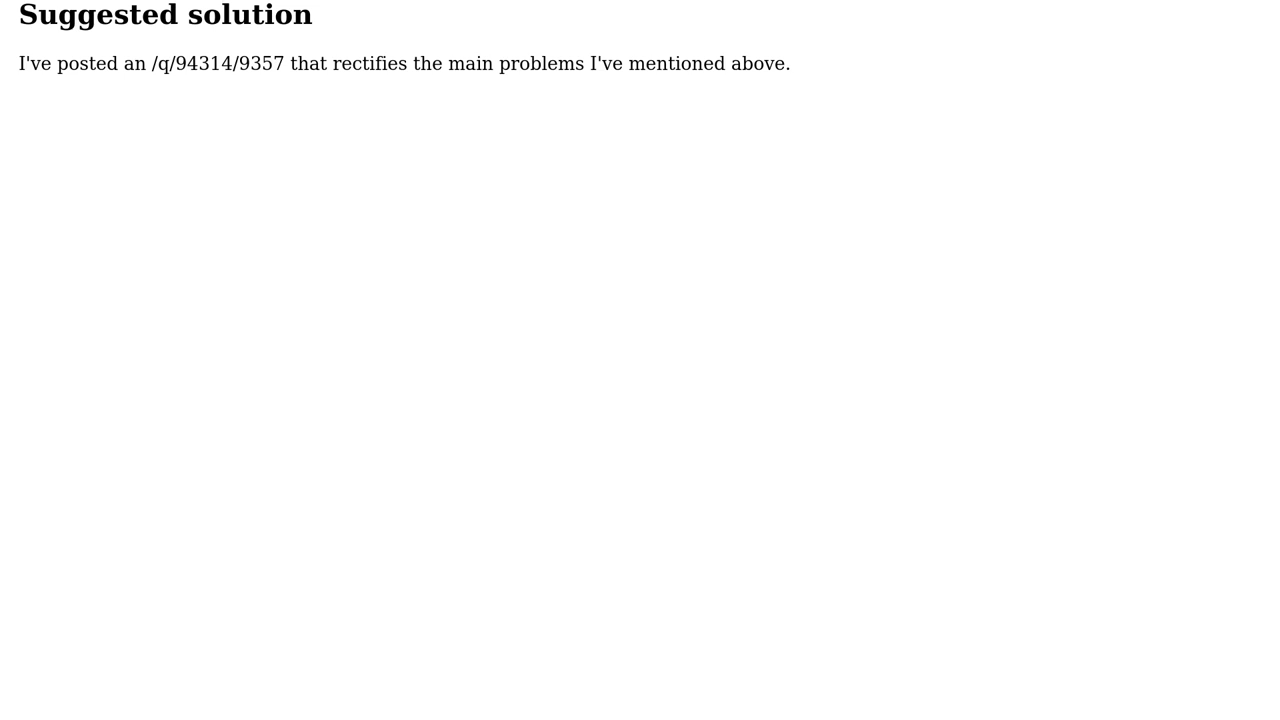 Suggested solution
I've posted an /q/94314/9357 that rectifies the main problems I've mentioned above.